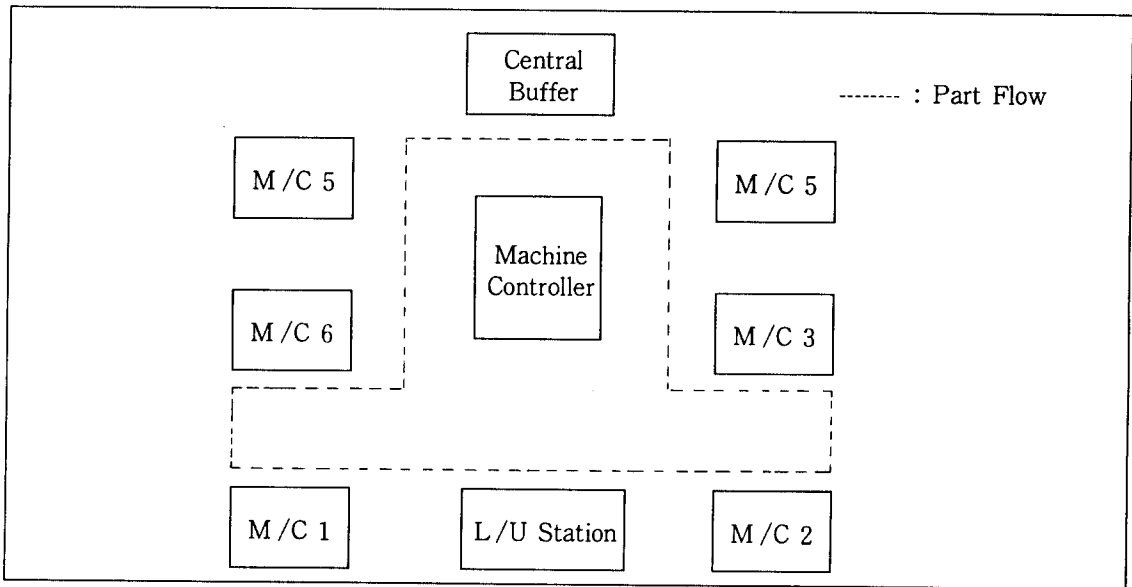 Central
Buffer
-------- : Part Flow
M/C 5
M/C 5
Machine
Controller
M/C 6
M/C 3
M/C 1
L/U Station
M/C 2